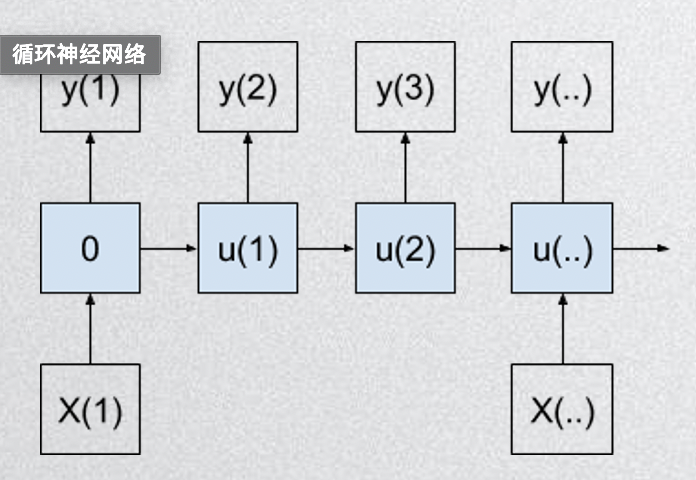 循环神经网络
y(1) y(2) y(3) y(..)
0 u(1) u(2) u(..)
X(1) X(..)